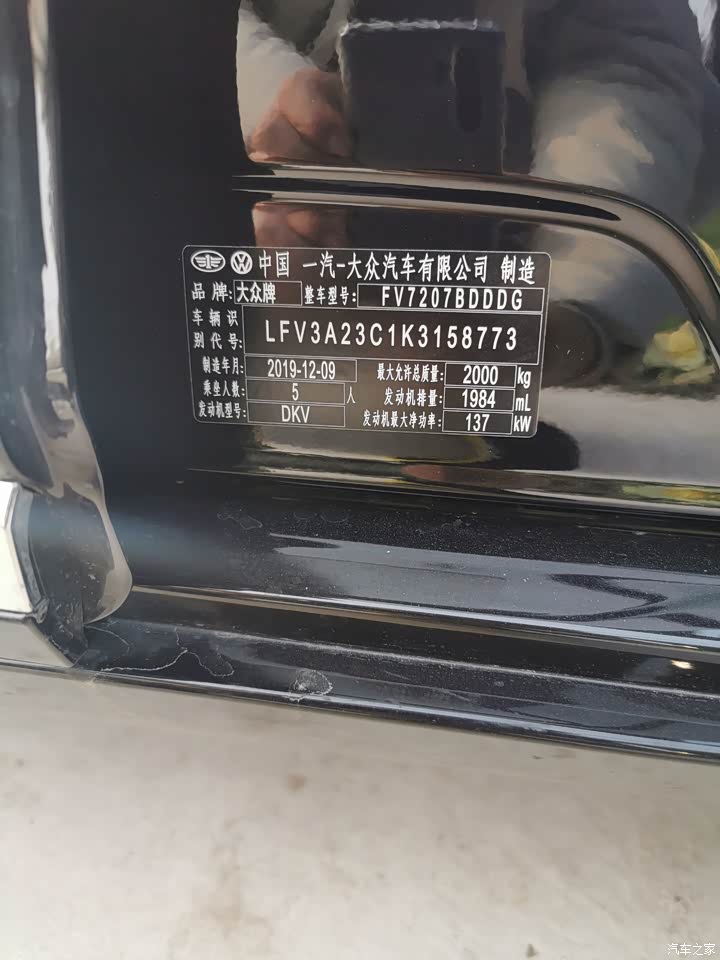 中国 一汽-大众汽车有限公司 制造
品牌: 大众牌 整车型号: FV7207BDDDG
车辆识别代号: LFV3A23C1K3158773
制造年月: 2019-12-09 最大允许总质量: 2000 kg
乘坐人数: 5 人 发动机排量: 1984 mL
发动机型号: DKV 发动机最大净功率: 137 kW
汽车之家